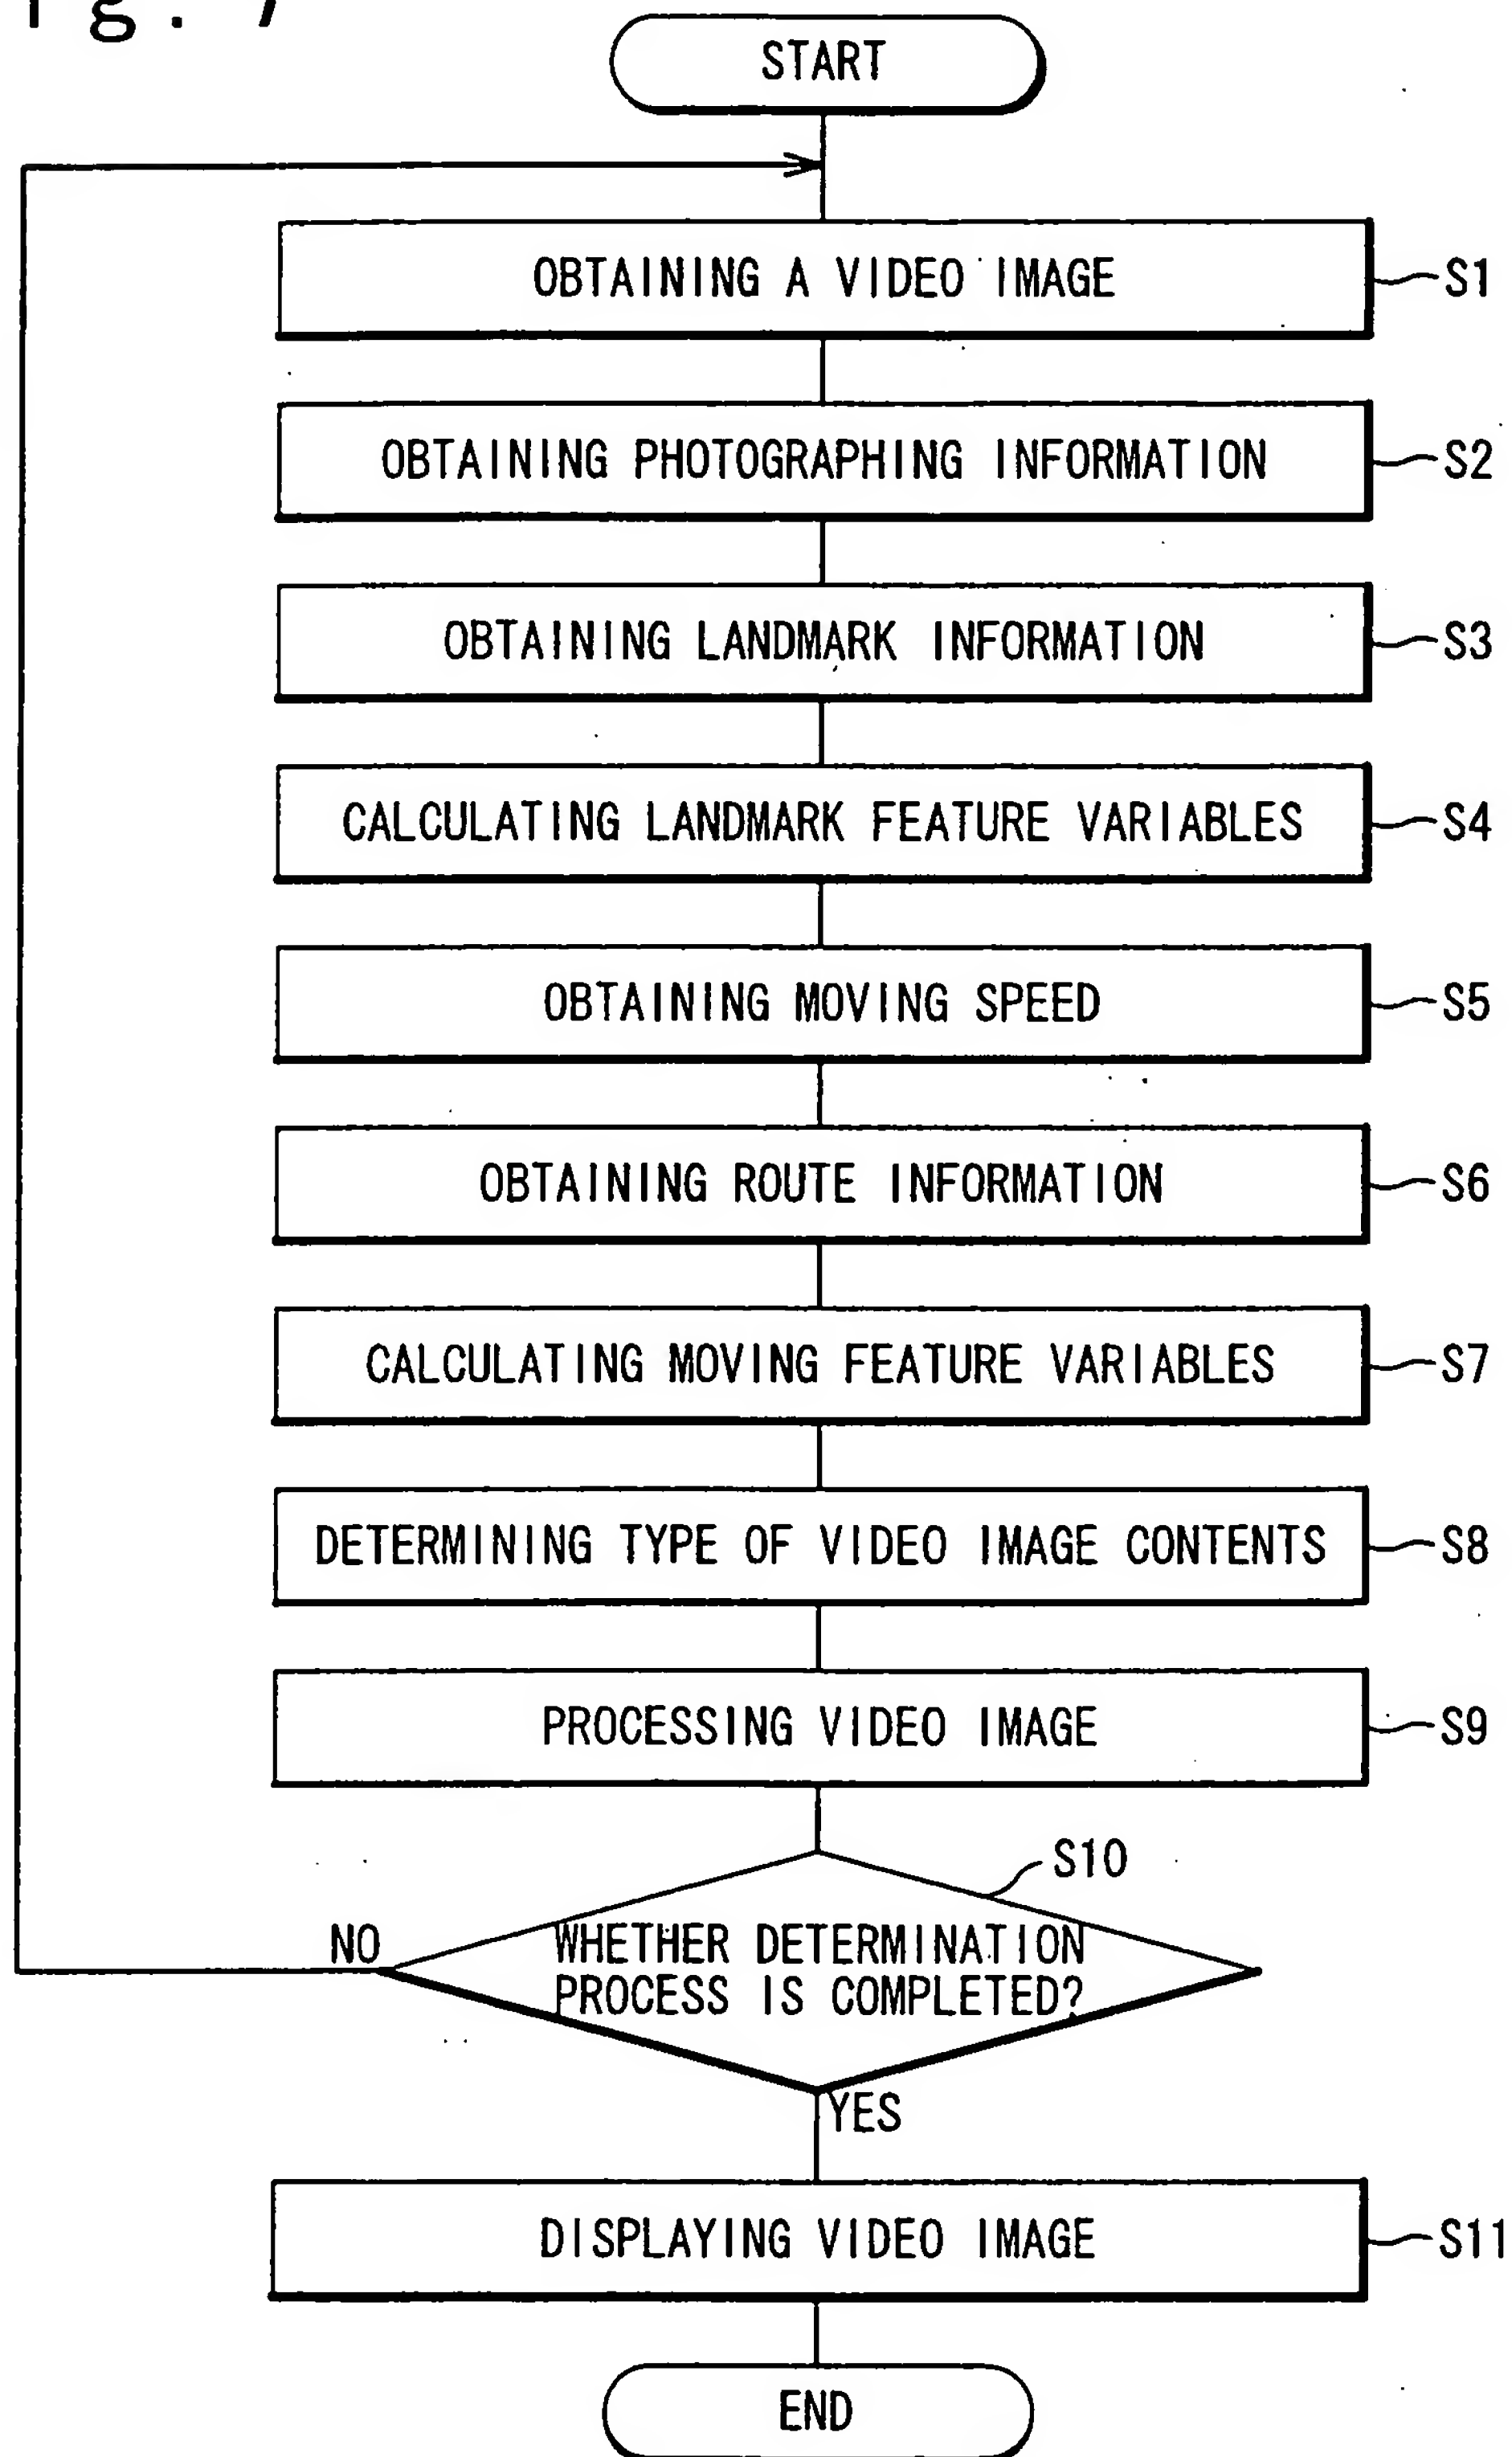 ig. 7
START
OBTAINING A VIDEO IMAGE
S1
OBTAINING PHOTOGRAPHING INFORMATION
S2
OBTAINING LANDMARK INFORMATION
S3
CALCULATING LANDMARK FEATURE VARIABLES
S4
OBTAINING MOVING SPEED
S5
OBTAINING ROUTE INFORMATION
S6
CALCULATING MOVING FEATURE VARIABLES
S7
DETERMINING TYPE OF VIDEO IMAGE CONTENTS
S8
PROCESSING VIDEO IMAGE
S9
S10
NO
WHETHER DETERMINATION
PROCESS IS COMPLETED?
YES
DISPLAYING VIDEO IMAGE
S11
END